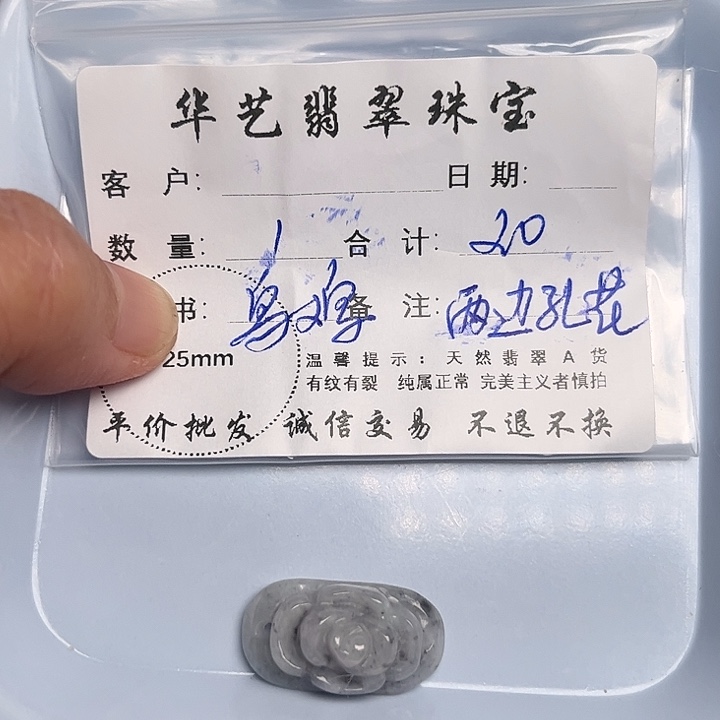 华艺翡翠珠宝
客 户: 日 期:
数 量: 1 合 计: 20
书: 乌鸡 备 注: 两边孔花
25mm 温馨提示: 天然翡翠A货
有纹有裂 纯属正常 完美主义者慎拍
平价批发 诚信交易 不退不换